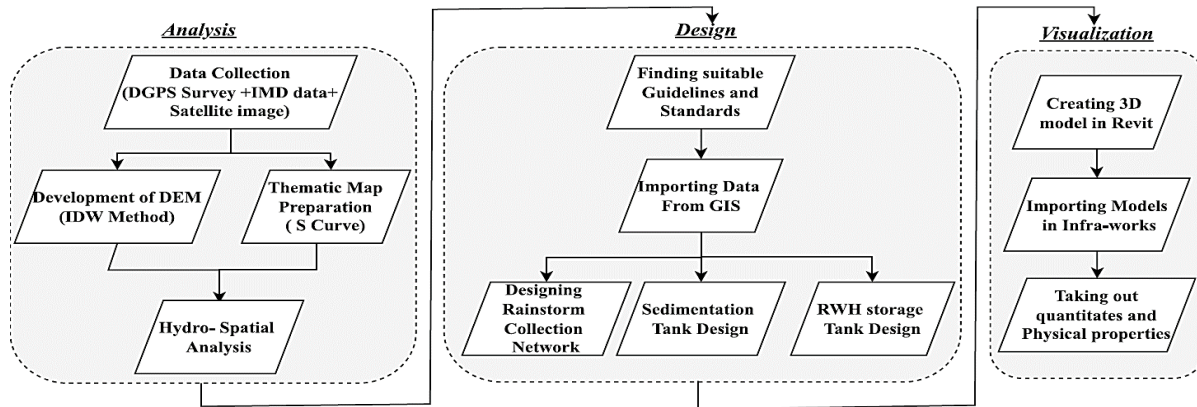 Analysis
Data Collection
(DGPS Survey +IMD data+
Satellite image)
Development of DEM
(IDW Method)
Thematic Map
Preparation
( S Curve)
Hydro- Spatial
Analysis
Design
Finding suitable
Guidelines and
Standards
Importing Data
From GIS
Designing
Rainstorm
Collection
Network
Sedimentation
Tank Design
RWH storage
Tank Design
Visualization
Creating 3D
model in Revit
Importing Models
in Infra-works
Taking out
quantitates and
Physical properties